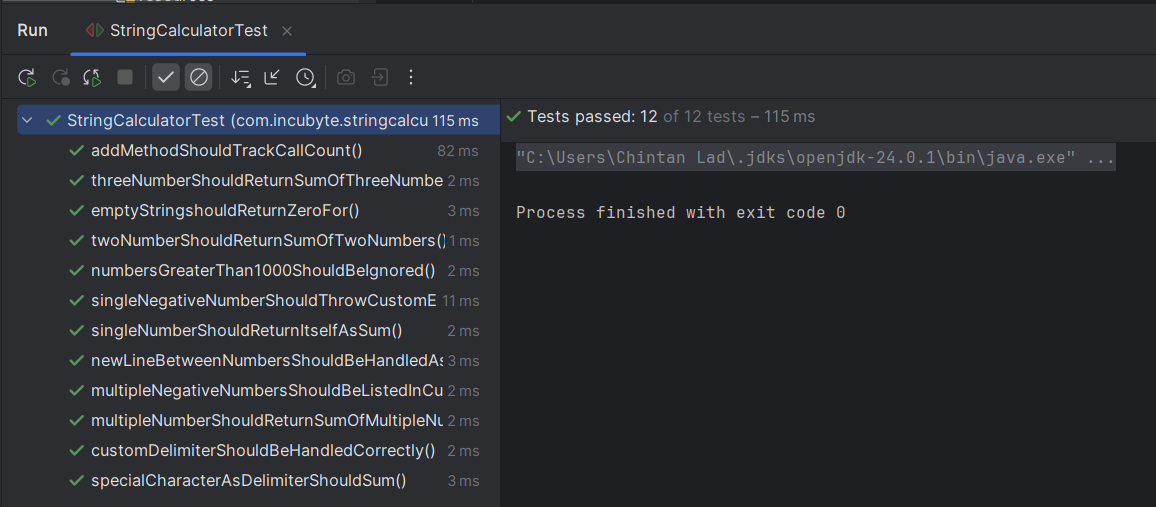 Run
StringCalculatorTest
StringCalculatorTest (com.incubyte.stringcalcu 115 ms
addMethodShouldTrackCallCount() 82 ms
threeNumberShouldReturnSumOfThreeNumbe 2 ms
emptyStringshouldReturnZeroFor() 3 ms
twoNumberShouldReturnSumOfTwoNumbers() 1 ms
numbersGreaterThan1000ShouldBeIgnored() 2 ms
singleNegativeNumberShouldThrowCustomE 11 ms
singleNumberShouldReturnItselfAsSum() 2 ms
newLineBetweenNumbersShouldBeHandledAs 3 ms
multipleNegativeNumbersShouldBeListedInCu 2 ms
multipleNumberShouldReturnSumOfMultipleNu 2 ms
customDelimiterShouldBeHandledCorrectly() 2 ms
specialCharacterAsDelimiterShouldSum() 3 ms
Tests passed: 12 of 12 tests – 115 ms
"C:\Users\Chintan Lad\.jdks\openjdk-24.0.1\bin\java.exe" ...
Process finished with exit code 0